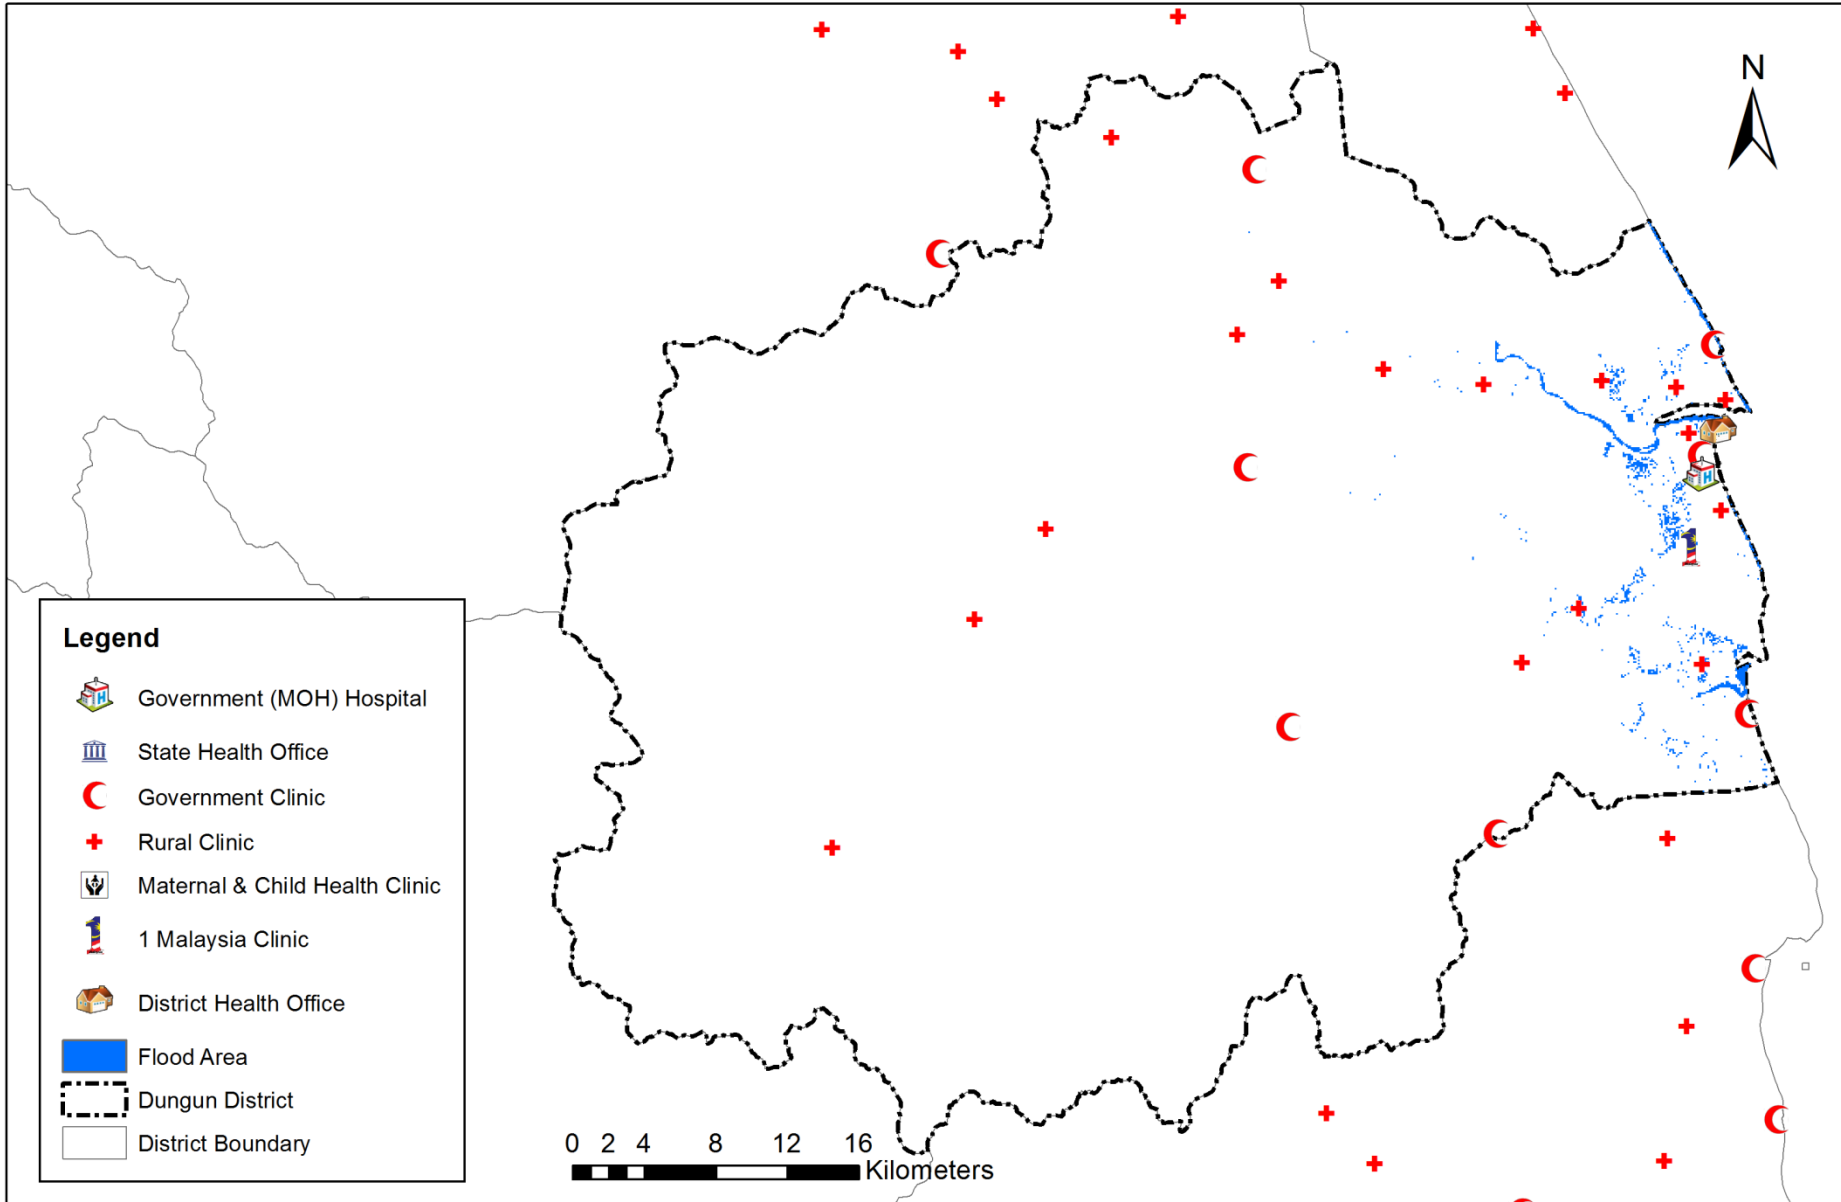 N
Legend
Government (MOH) Hospital
State Health Office
Government Clinic
Rural Clinic
Maternal & Child Health Clinic
1 Malaysia Clinic
District Health Office
Flood Area
Dungun District
District Boundary
0 2 4 8 12 16
Kilometers